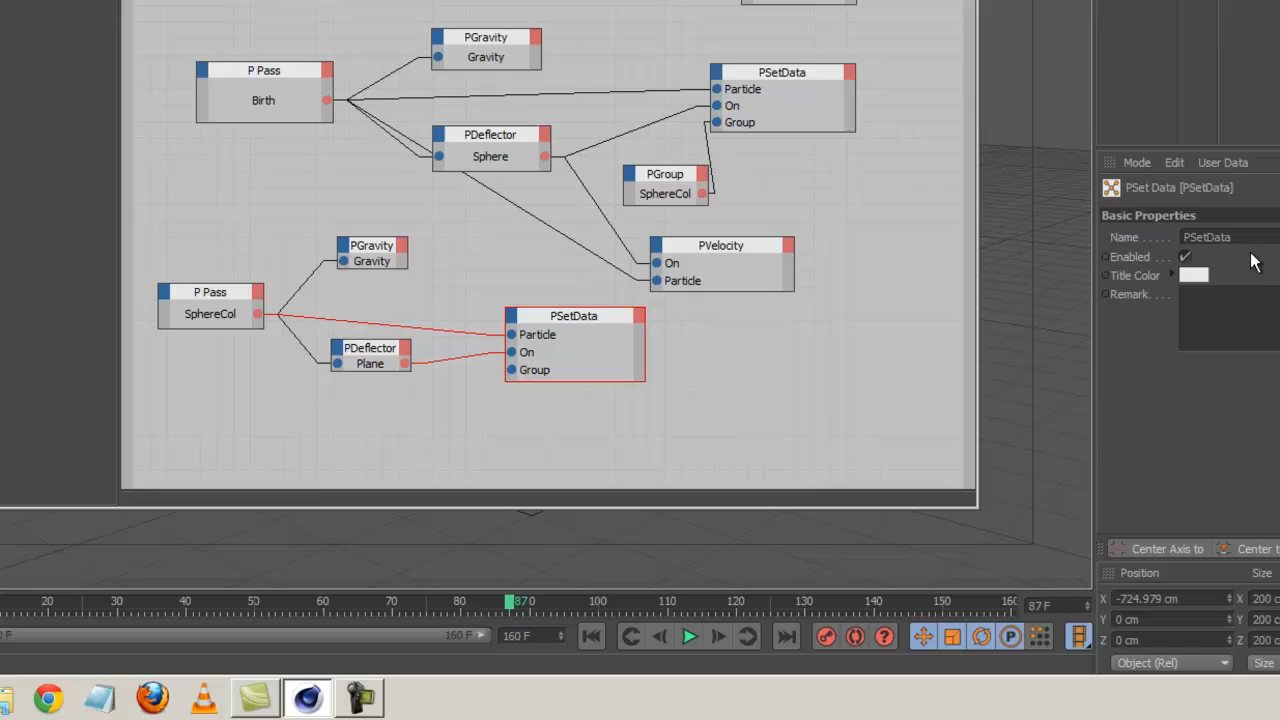 PGravity
Gravity
P Pass
Birth
PSetData
Particle
On
Group
PDeflector
Sphere
PGroup
SphereCol
PGravity
Gravity
PVelocity
On
Particle
P Pass
SphereCol
PSetData
Particle
On
Group
PDeflector
Plane
Mode Edit User Data
PSet Data [PSetData]
Basic Properties
Name . . . . . PSetData
Enabled . . .
Title Color
Remark. . . .
Center Axis to Center t
20 30 40 50 60 70 80 870 100 110 120 130 140 150 160 87 F
0 F 160 F 160 F
Position Size
X -724.979 cm X 200 c
Y 0 cm Y 200 c
Z 0 cm Z 200 c
Object (Rel) Size